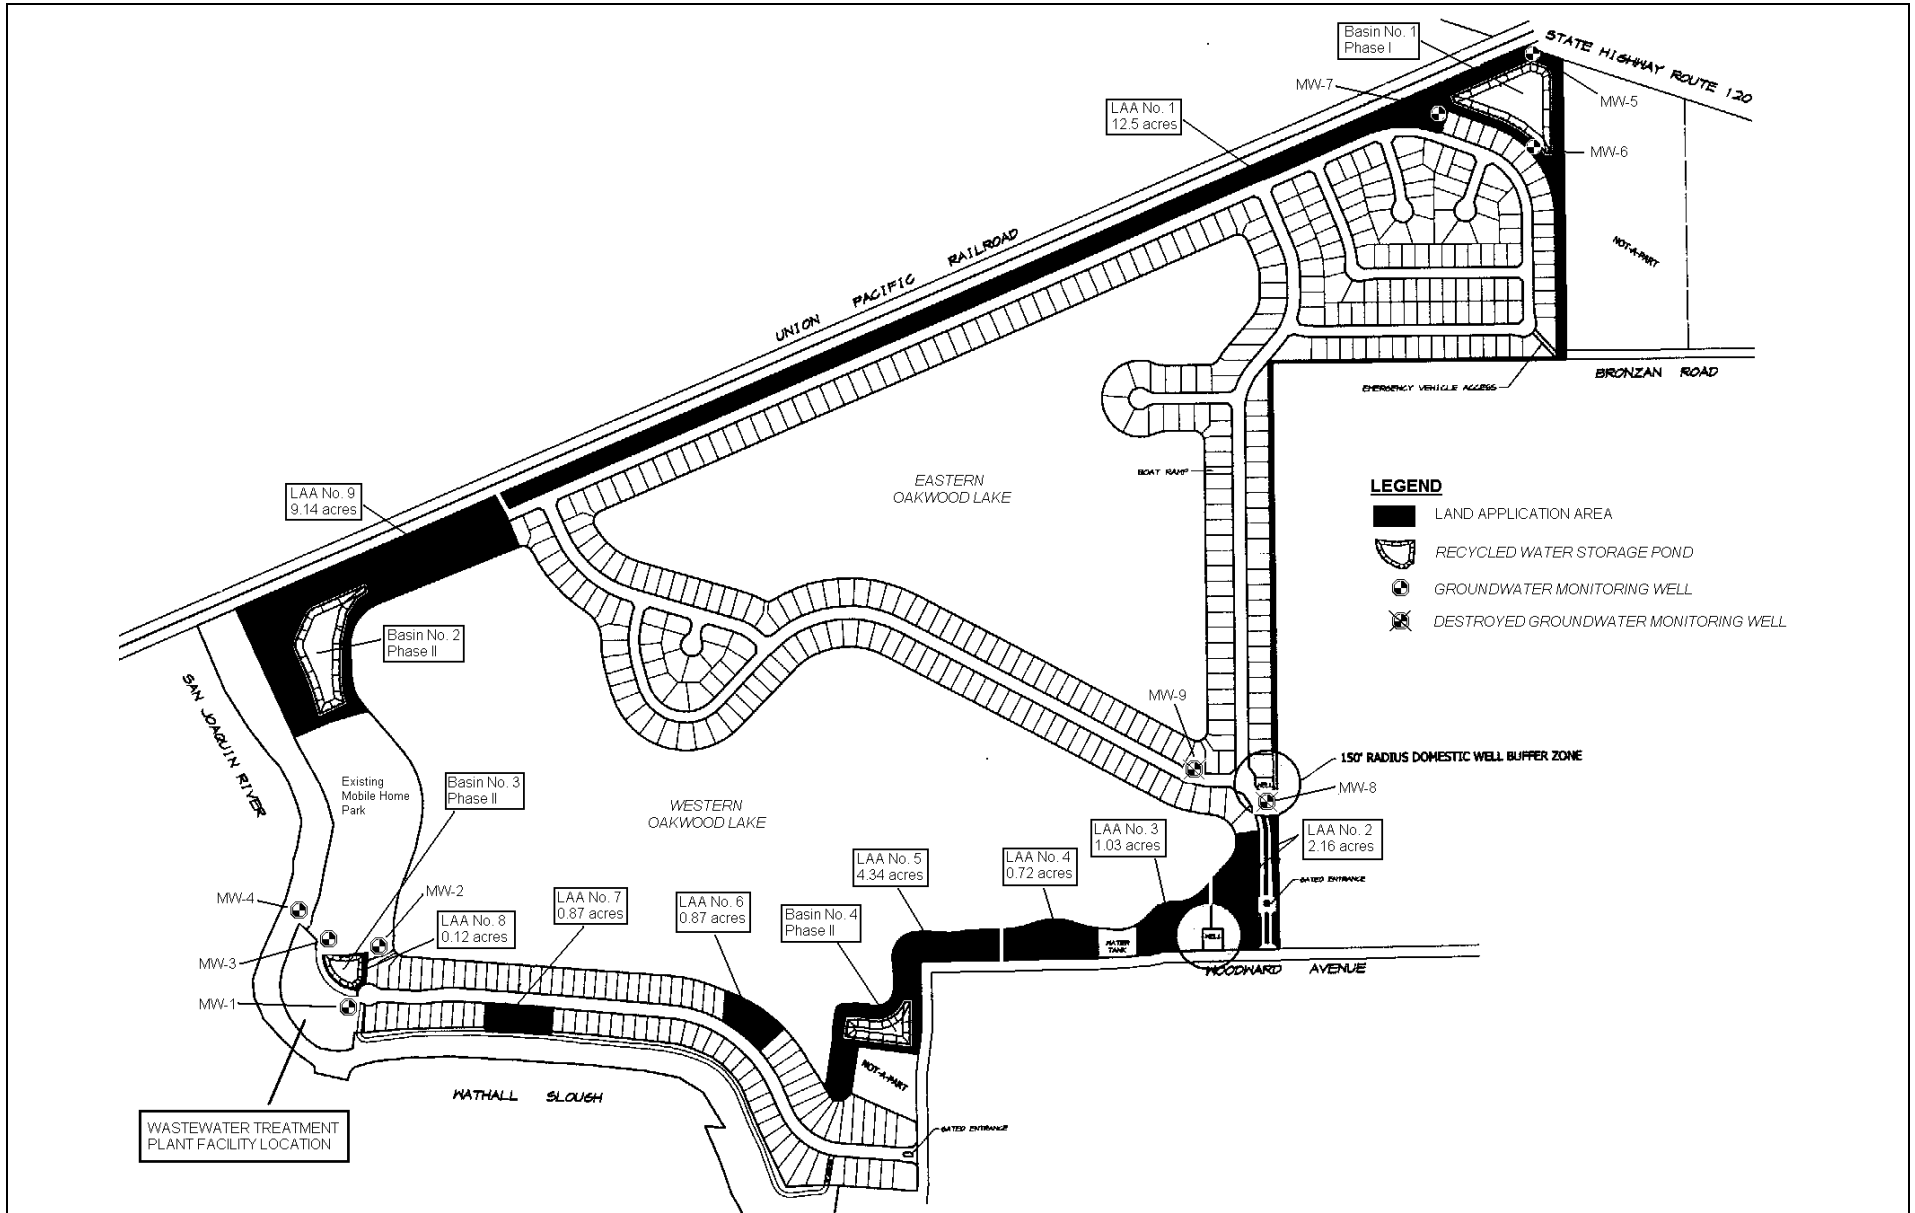 Basin No. 1
Phase I
STATE HIGHWAY ROUTE 120
MW-7
MW-5
LAA No. 1
12.5 acres
MW-6
UNION PACIFIC RAILROAD
NOT-A-PART
BRONZAN ROAD
EMERGENCY VEHICLE ACCESS
BOAT RAMP
EASTERN
OAKWOOD LAKE
LEGEND
LAND APPLICATION AREA
RECYCLED WATER STORAGE POND
GROUNDWATER MONITORING WELL
DESTROYED GROUNDWATER MONITORING WELL
LAA No. 9
9.14 acres
Basin No. 2
Phase II
SAN JOAQUIN RIVER
MW-9
150' RADIUS DOMESTIC WELL BUFFER ZONE
WELL
MW-8
Existing
Mobile Home
Park
Basin No. 3
Phase II
WESTERN
OAKWOOD LAKE
LAA No. 3
1.03 acres
LAA No. 2
2.16 acres
LAA No. 5
4.34 acres
LAA No. 4
0.72 acres
GATED ENTRANCE
MW-4
MW-2
LAA No. 7
0.87 acres
LAA No. 6
0.87 acres
LAA No. 8
0.12 acres
Basin No. 4
Phase II
WATER
TANK
WELL
MW-3
WOODWARD AVENUE
MW-1
NOT-A-PART
WATHALL SLOUGH
GATED ENTRANCE
WASTEWATER TREATMENT
PLANT FACILITY LOCATION